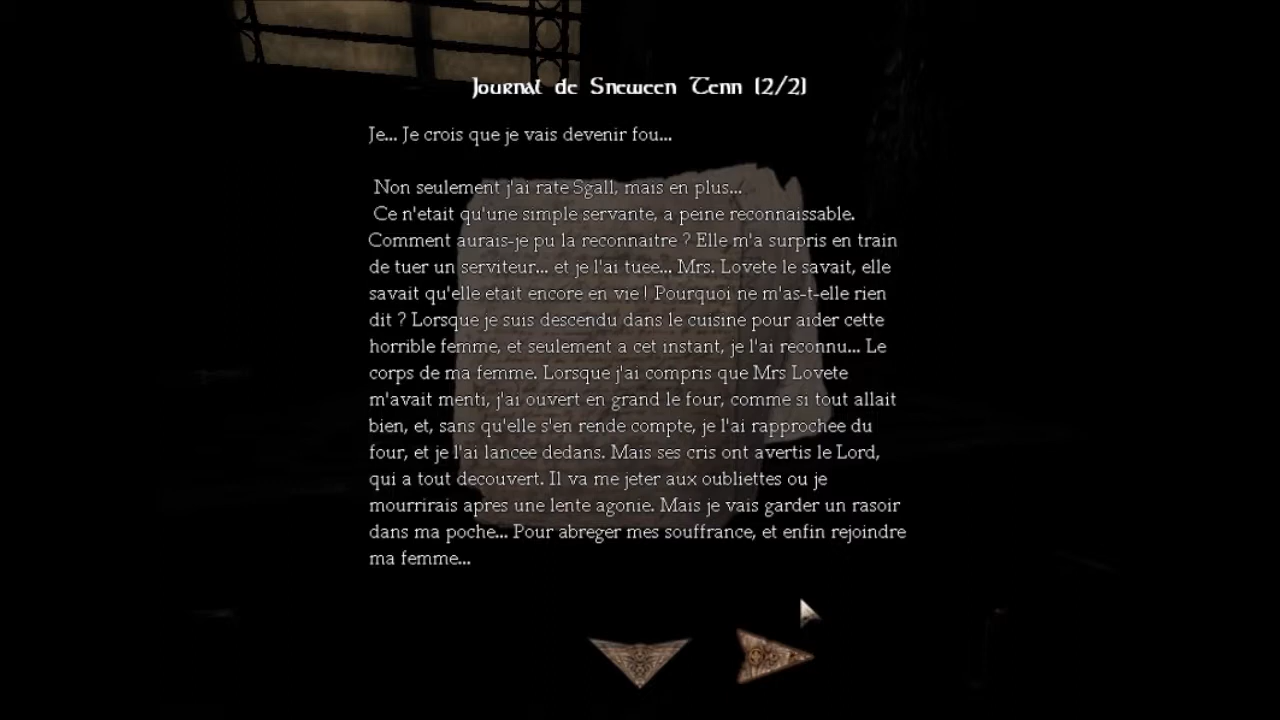 Journal de Sneween Tenn (2/2)
Je... Je crois que je vais devenir fou...
Non seulement j'ai rate Sgall, mais en plus...
Ce n'etait qu'une simple servante, a peine reconnaissable.
Comment aurais-je pu la reconnaitre ? Elle m'a surpris en train
de tuer un serviteur... et je l'ai tuee... Mrs. Lovete le savait, elle
savait qu'elle etait encore en vie ! Pourquoi ne m'as-t-elle rien
dit ? Lorsque je suis descendu dans le cuisine pour aider cette
horrible femme, et seulement a cet instant, je l'ai reconnu... Le
corps de ma femme. Lorsque j'ai compris que Mrs Lovete
m'avait menti, j'ai ouvert en grand le four, comme si tout allait
bien, et, sans qu'elle s'en rende compte, je l'ai rapprochee du
four, et je l'ai lancee dedans. Mais ses cris ont avertis le Lord,
qui a tout decouvert. Il va me jeter aux oubliettes ou je
mourrirais apres une lente agonie. Mais je vais garder un rasoir
dans ma poche... Pour abreger mes souffrance, et enfin rejoindre
ma femme...